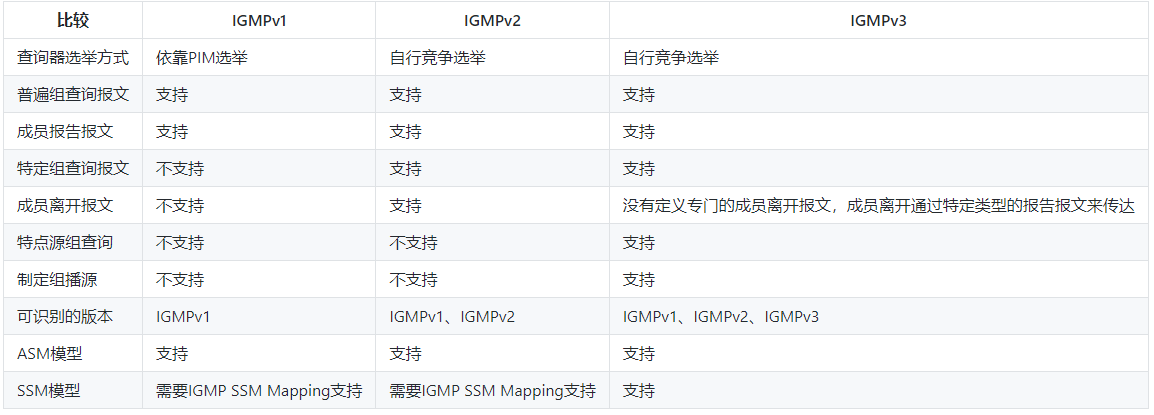 比较 IGMPv1 IGMPv2 IGMPv3
查询器选举方式 依靠PIM选举 自行竞争选举 自行竞争选举
普遍组查询报文 支持 支持 支持
成员报告报文 支持 支持 支持
特定组查询报文 不支持 支持 支持
成员离开报文 不支持 支持 没有定义专门的成员离开报文，成员离开通过特定类型的报告报文来传达
特点源组查询 不支持 不支持 支持
制定组播源 不支持 不支持 支持
可识别的版本 IGMPv1 IGMPv1、IGMPv2 IGMPv1、IGMPv2、IGMPv3
ASM模型 支持 支持 支持
SSM模型 需要IGMP SSM Mapping支持 需要IGMP SSM Mapping支持 支持